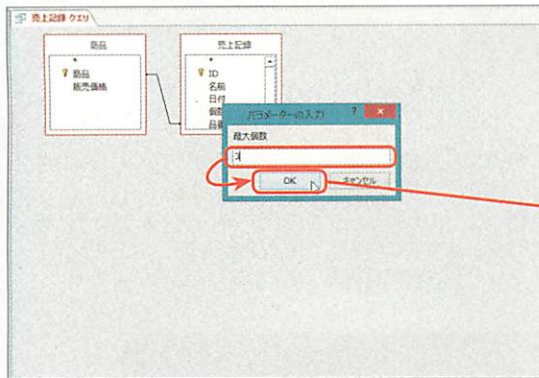 売上記録 クエリ
商品
*
商品
販売価格
売上記録
*
ID
名前
日付
個数
パラメーターの入力
?
最大個数
OK
キャンセル